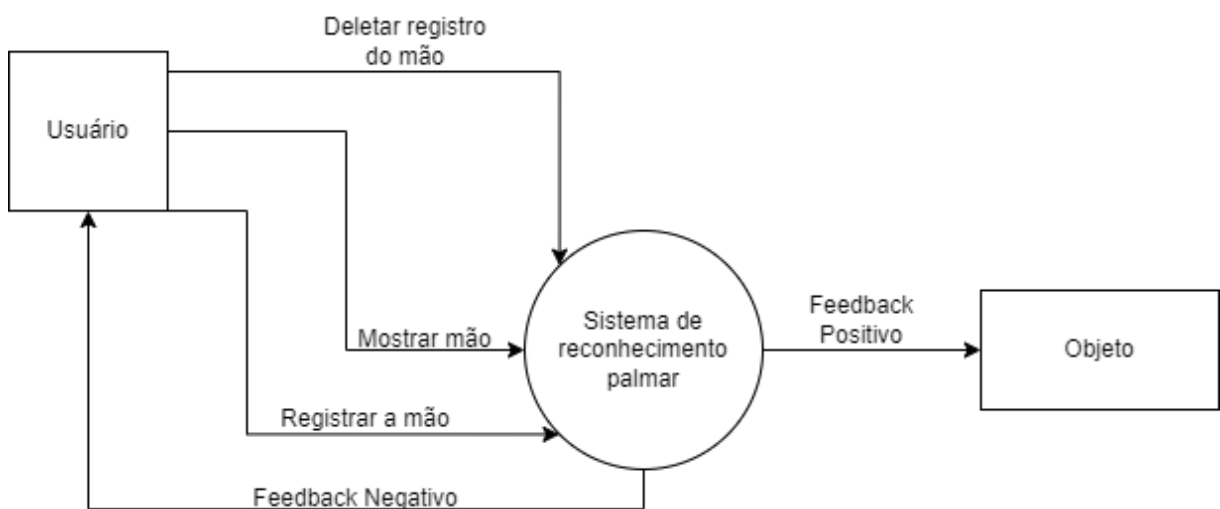 Deletar registro
do mão
Usuário
Mostrar mão
Sistema de
reconhecimento
palmar
Feedback
Positivo
Objeto
Registrar a mão
Feedback Negativo